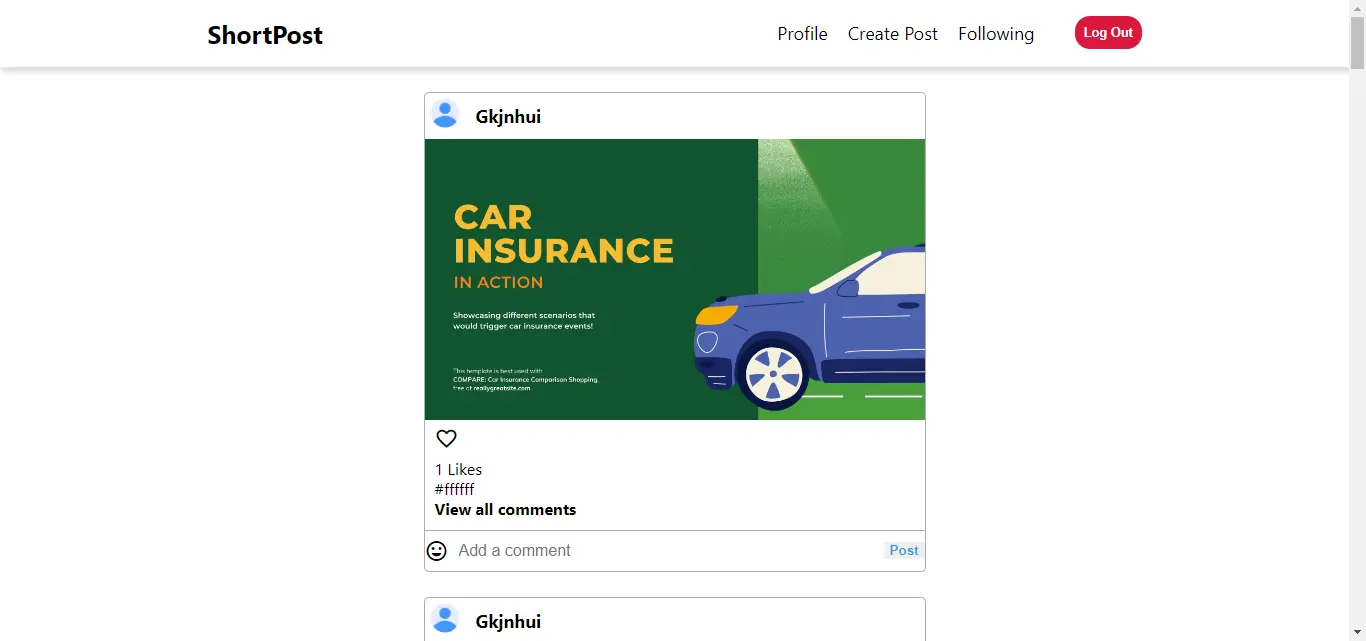 ShortPost
Profile Create Post Following Log Out
Gkjnhui
CAR
INSURANCE
IN ACTION
Showcasing different scenarios that
would trigger car insurance events!
This template is best used with
COMPARE: Car Insurance Comparison Shopping,
free at reallygreatsite.com
1 Likes
#ffffff
View all comments
Add a comment Post
Gkjnhui